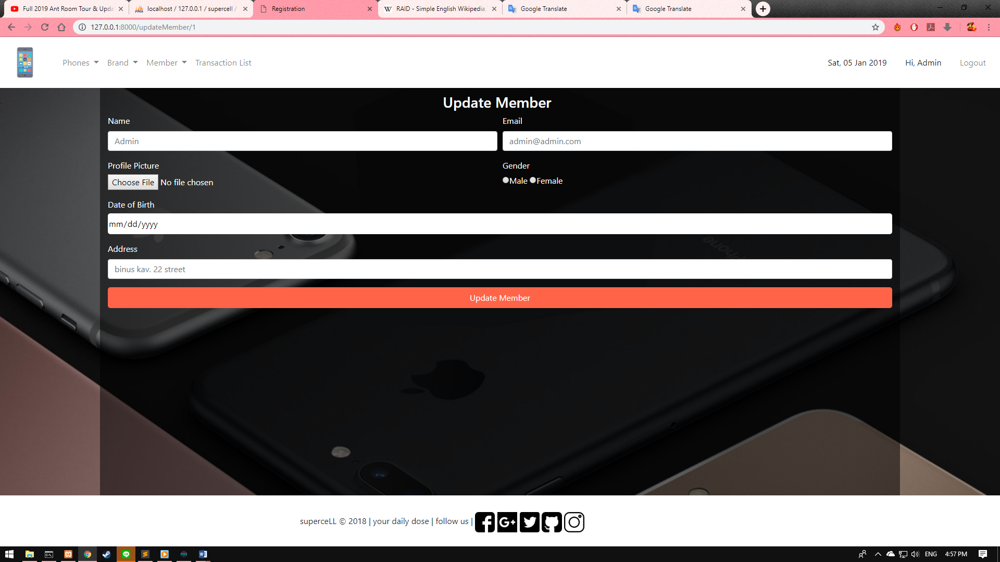 Full 2019 Ant Room Tour & Upda
localhost / 127.0.0.1 / supercell /
Registration
RAID - Simple English Wikipedia,
Google Translate
Google Translate
127.0.0.1:8000/updateMember/1
Phones
Brand
Member
Transaction List
Sat, 05 Jan 2019
Hi, Admin
Logout
Update Member
Name
Email
Admin
admin@admin.com
Profile Picture
Gender
Choose File No file chosen
Male Female
Date of Birth
mm/dd/yyyy
Address
binus kav. 22 street
Update Member
iPhone
superceLL © 2018 | your daily dose | follow us |
ENG
4:57 PM